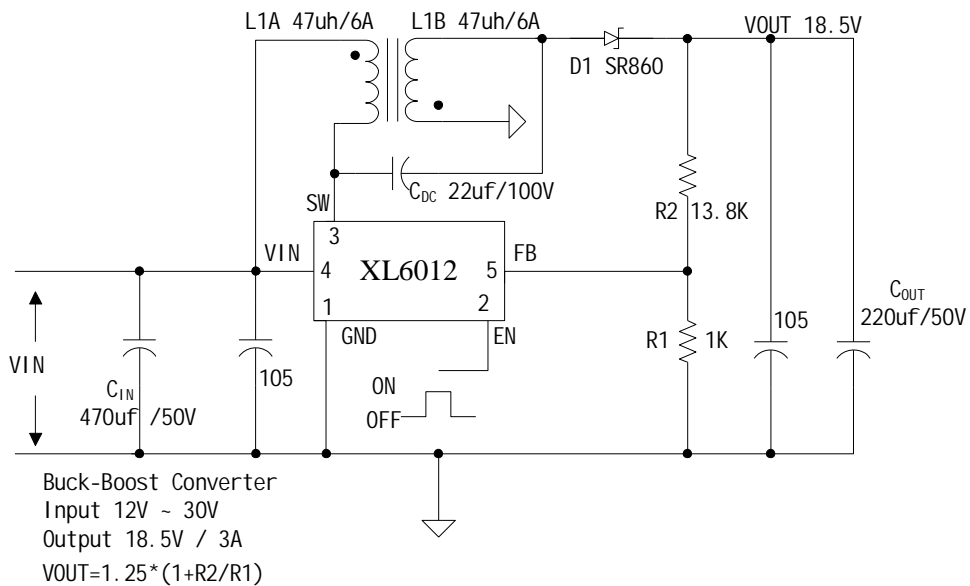 L1A 47uh/6A
L1B 47uh/6A
VOUT 18.5V
D1 SR860
CDC 22uf/100V
SW
R2 13.8K
3
VIN
FB
4
XL6012
5
1
2
GND
EN
COUT
220uf/50V
105
R1
1K
VIN
105
ON
CIN
470uf /50V
OFF
Buck-Boost Converter
Input 12V ~ 30V
Output 18.5V / 3A
VOUT=1.25*(1+R2/R1)